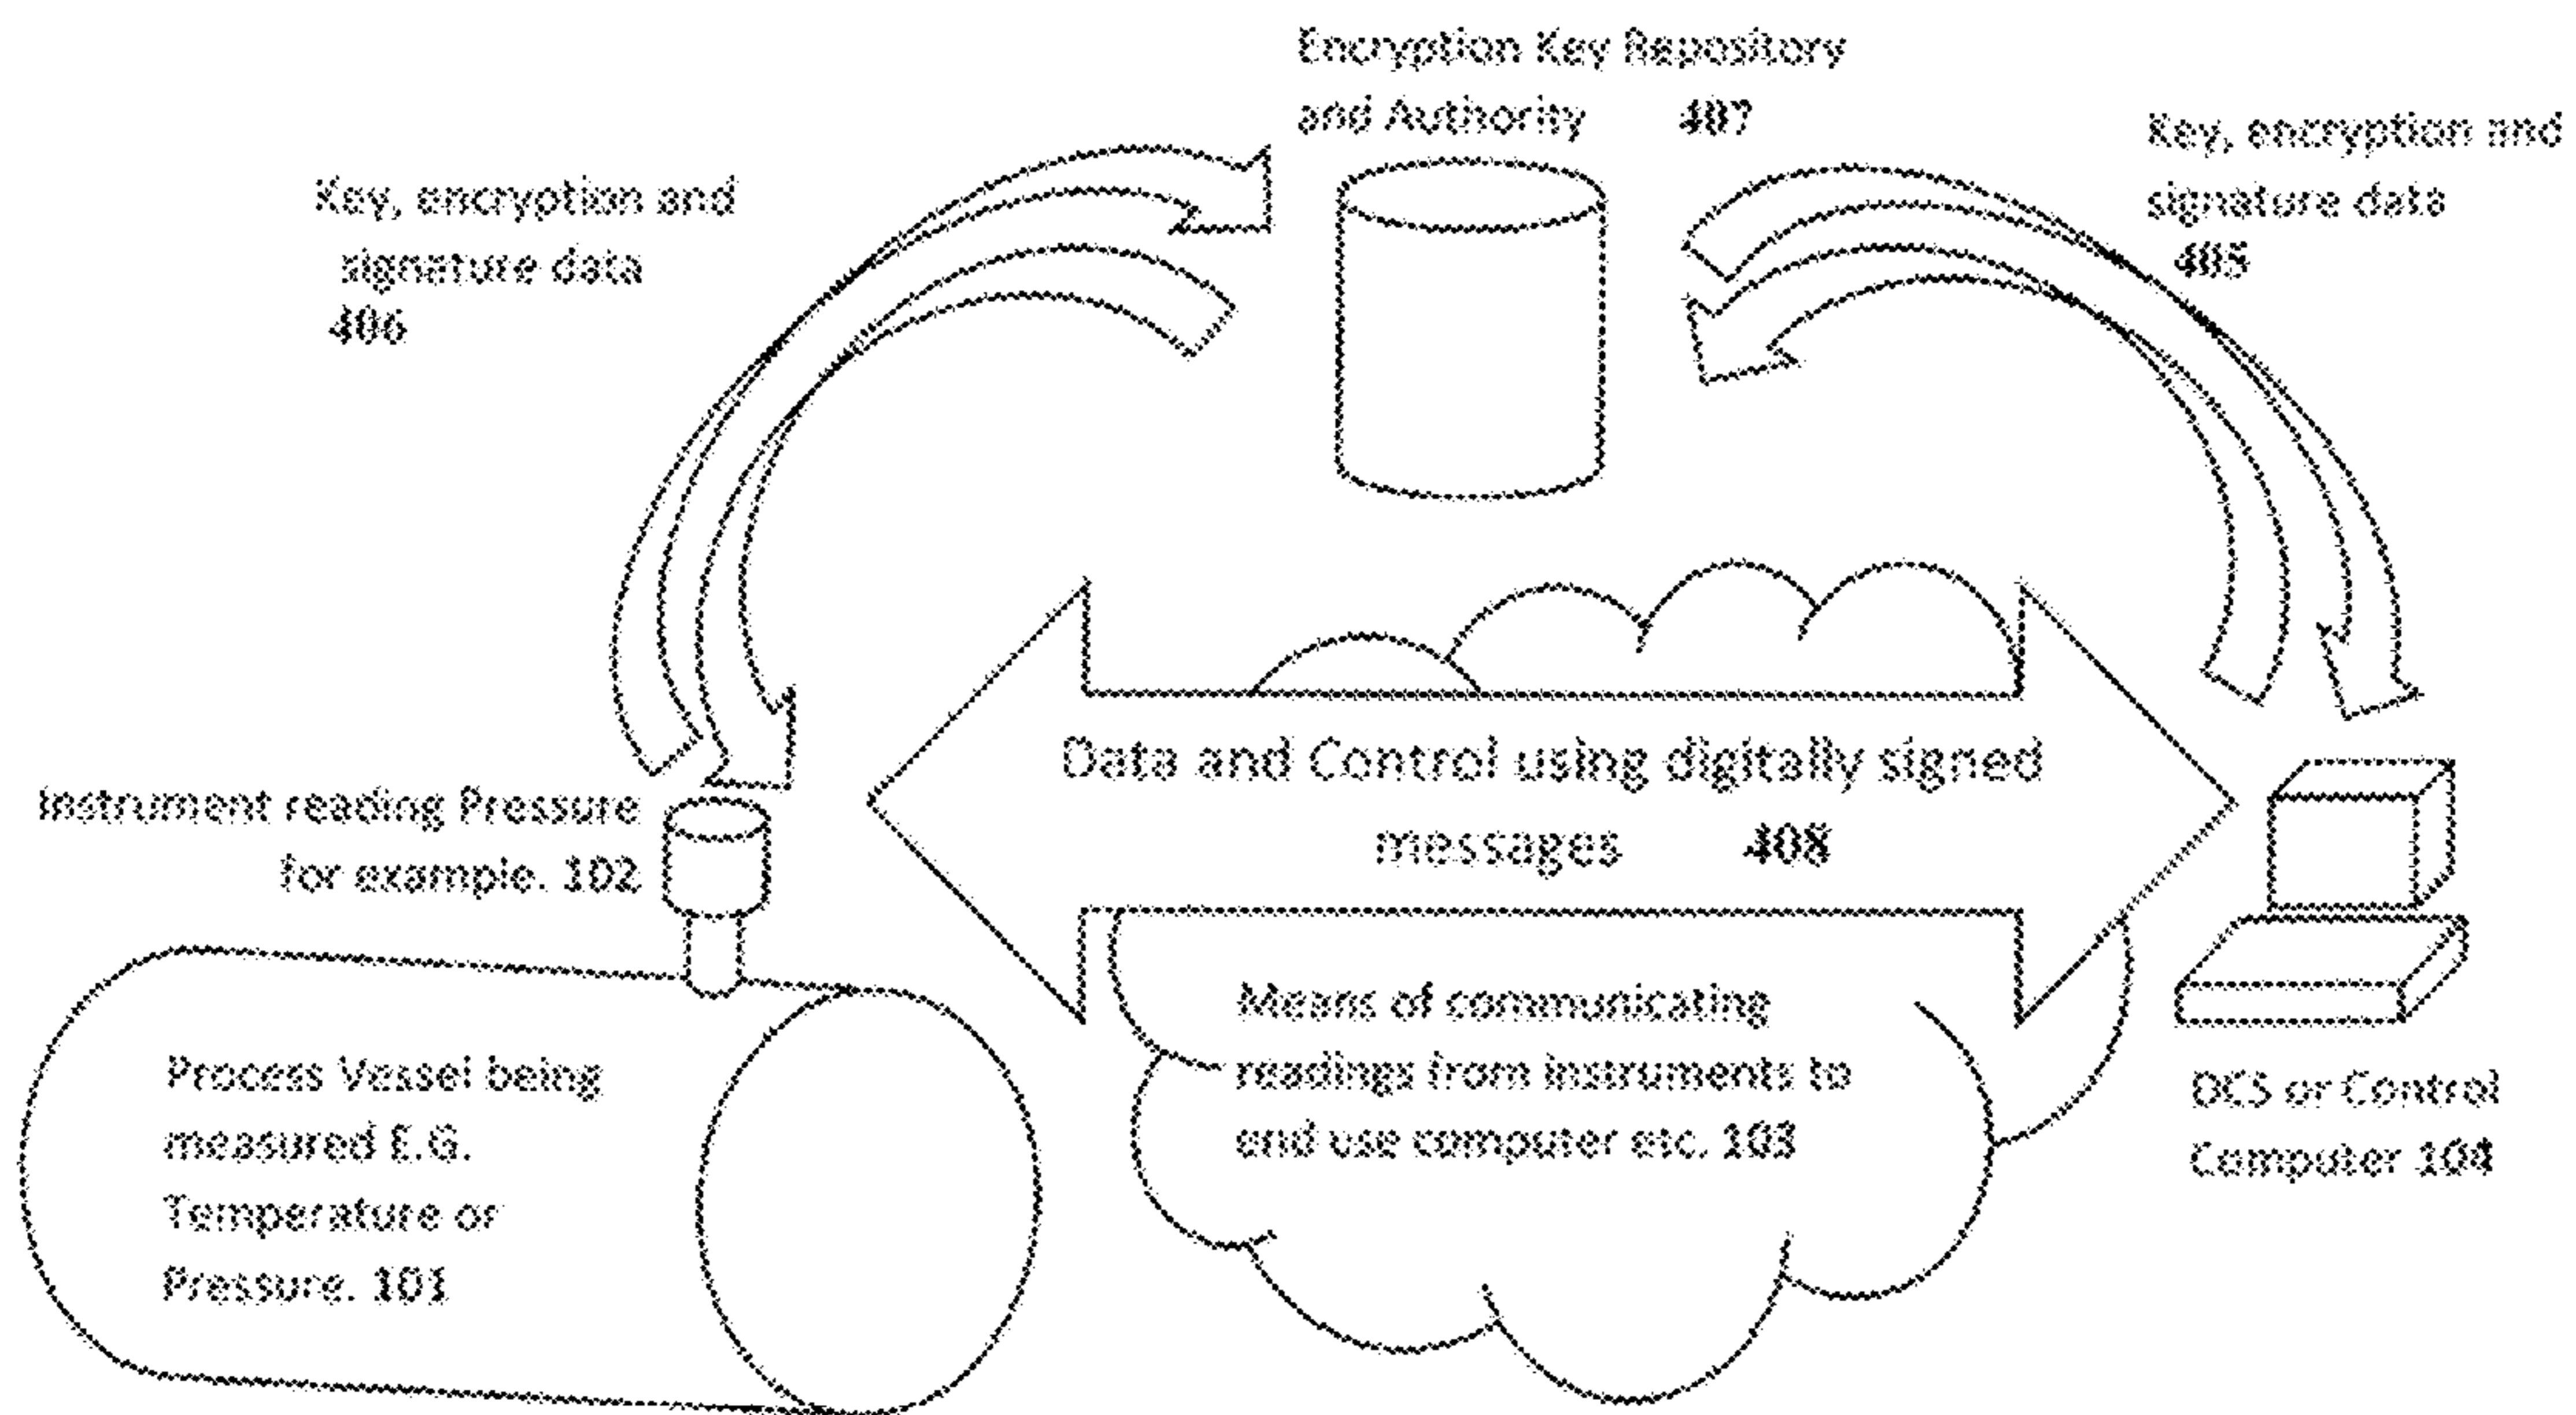 Encryption Key Repository
and Authority 407
Key, encryption and
signature data
405
Key, encryption and
signature data
406
Data and Control using digitally signed
messages 408
Instrument reading Pressure
for example. 102
Means of communicating
readings from instruments to
end use computer etc. 103
Process Vessel being
measured E.G.
Temperature or
Pressure. 101
DCS or Control
Computer 104